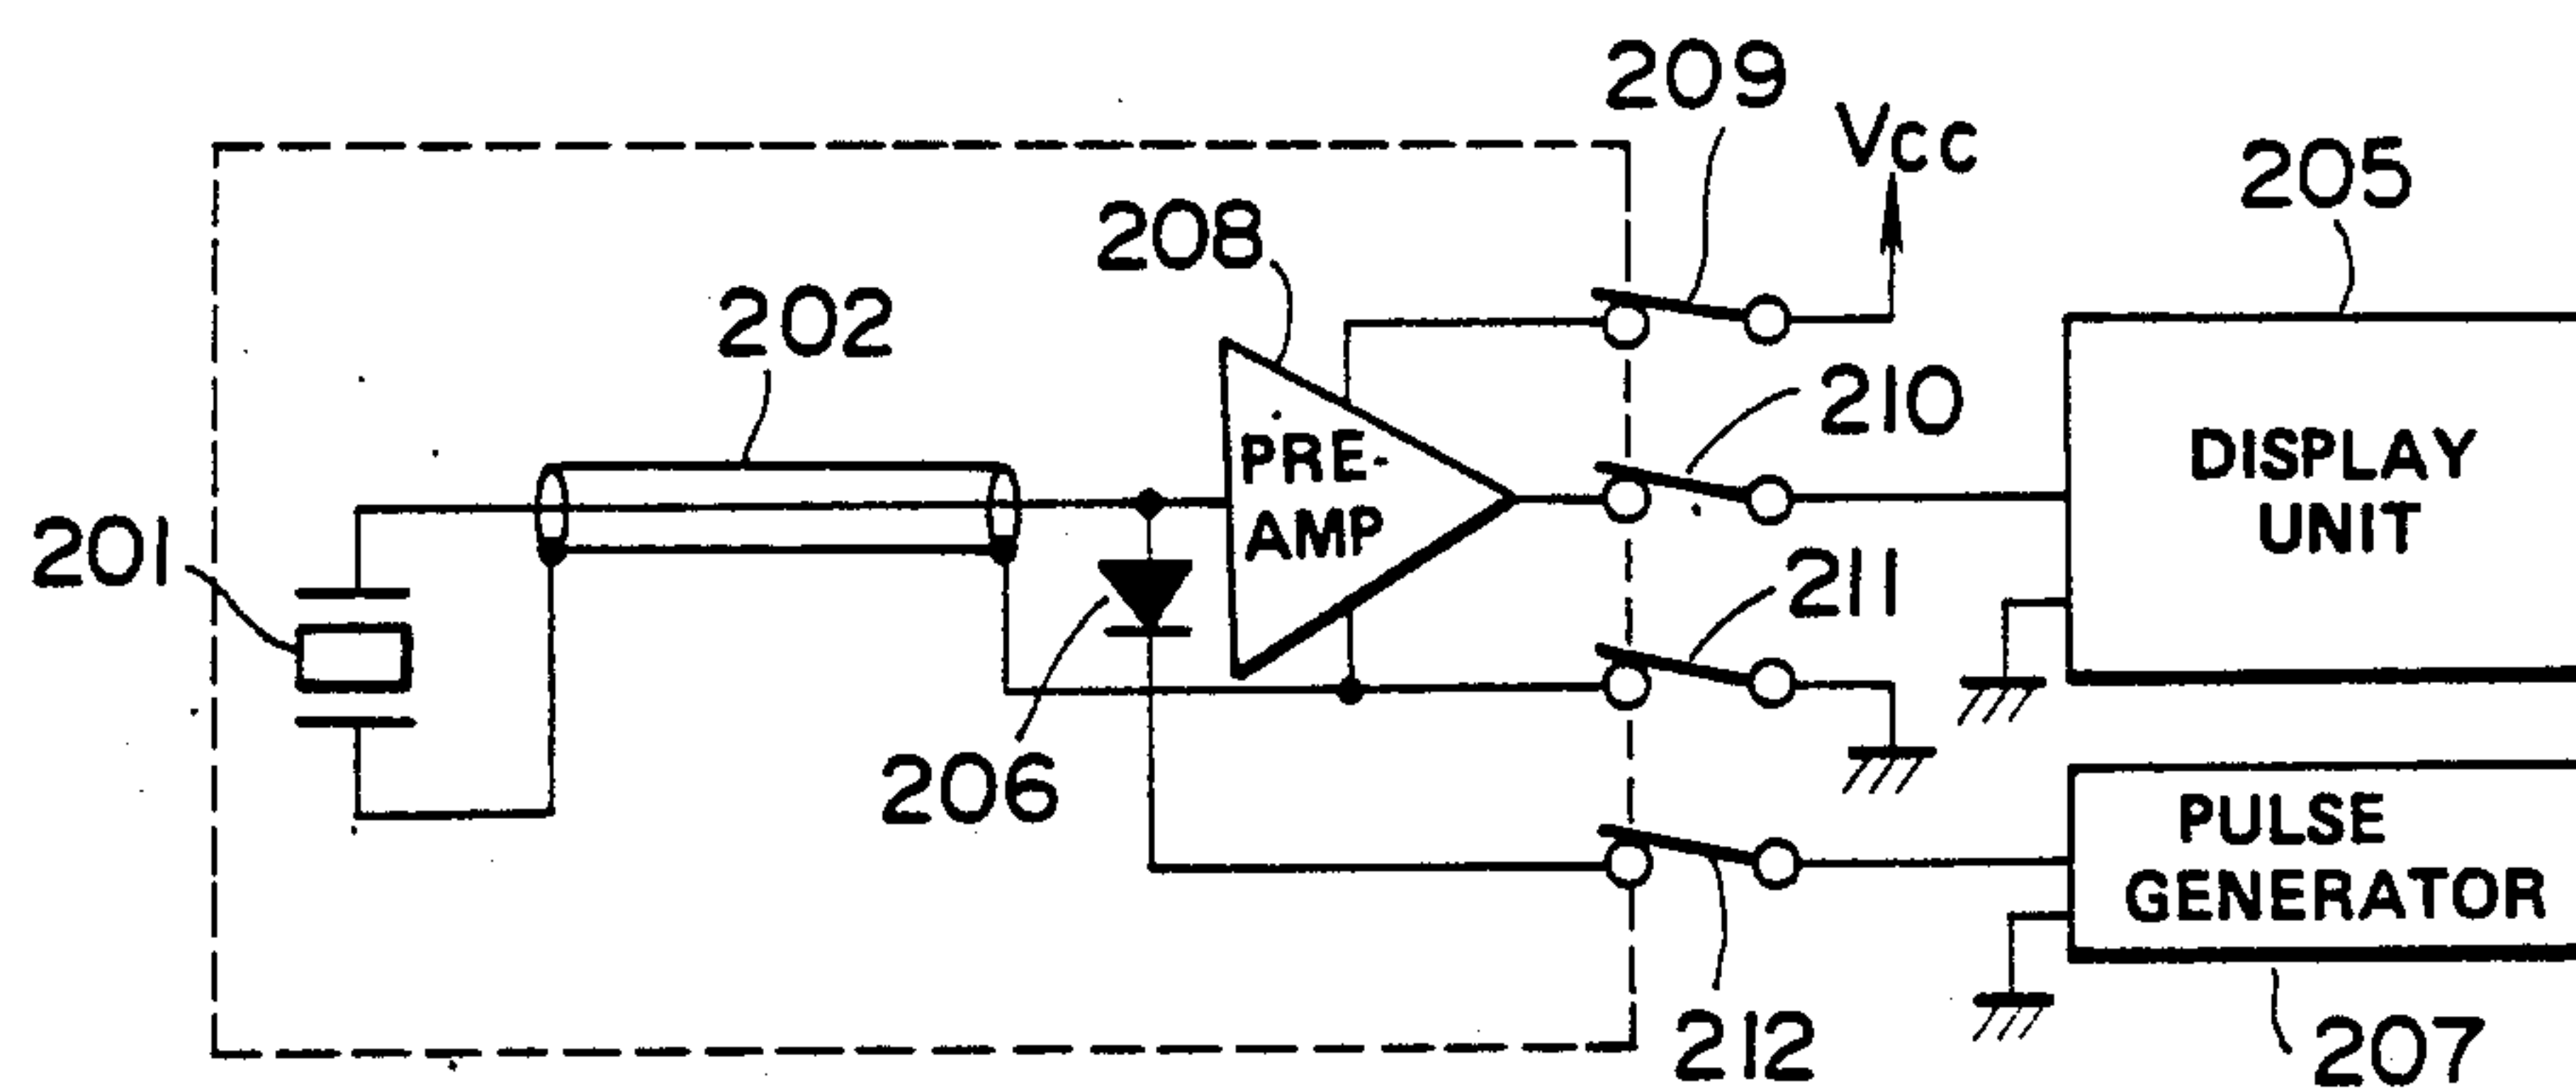 209
Vcc
205
208
202
210
PRE-
AMP
DISPLAY
UNIT
201
211
206
PULSE
GENERATOR
212
207